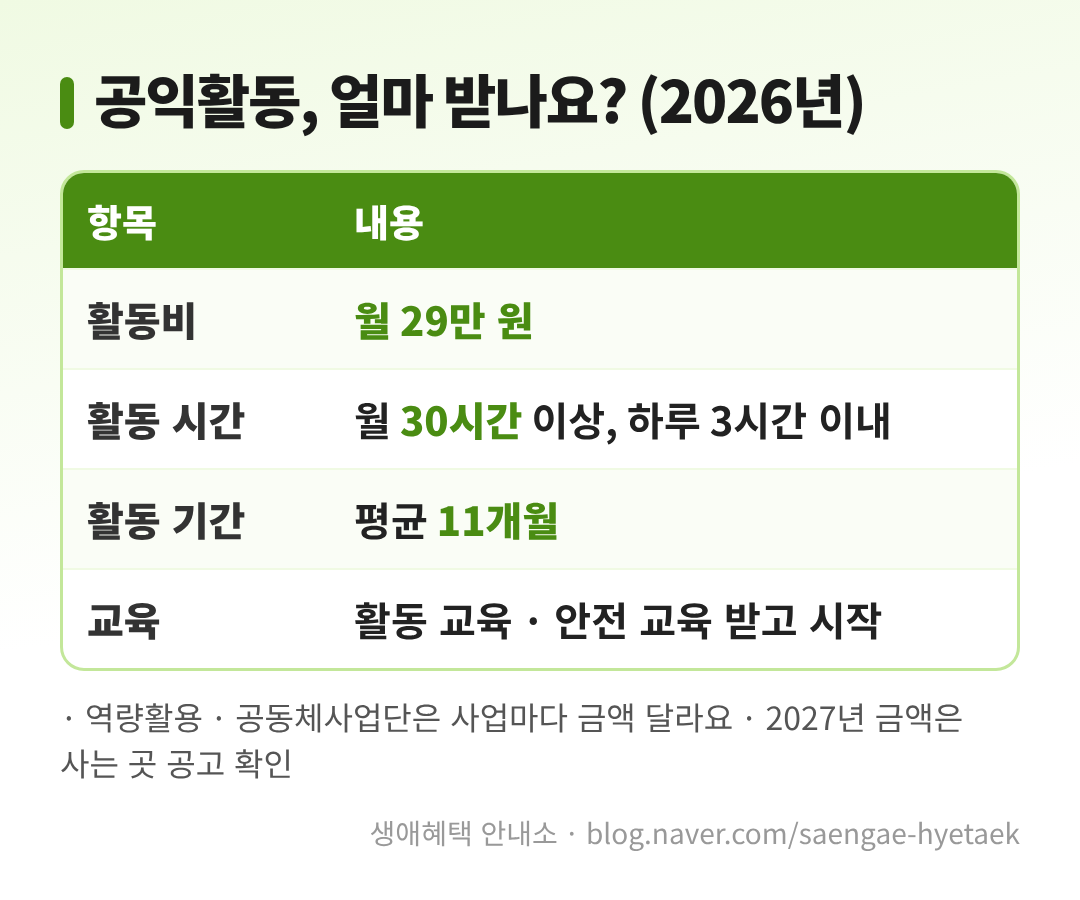 공익활동, 얼마 받나요? (2026년)
항목 내용
활동비 월 29만 원
활동 시간 월 30시간 이상, 하루 3시간 이내
활동 기간 평균 11개월
교육 활동 교육 · 안전 교육 받고 시작
· 역량활용 · 공동체사업단은 사업마다 금액 달라요 · 2027년 금액은
사는 곳 공고 확인
생애혜택 안내소 · blog.naver.com/saengae-hyetaek